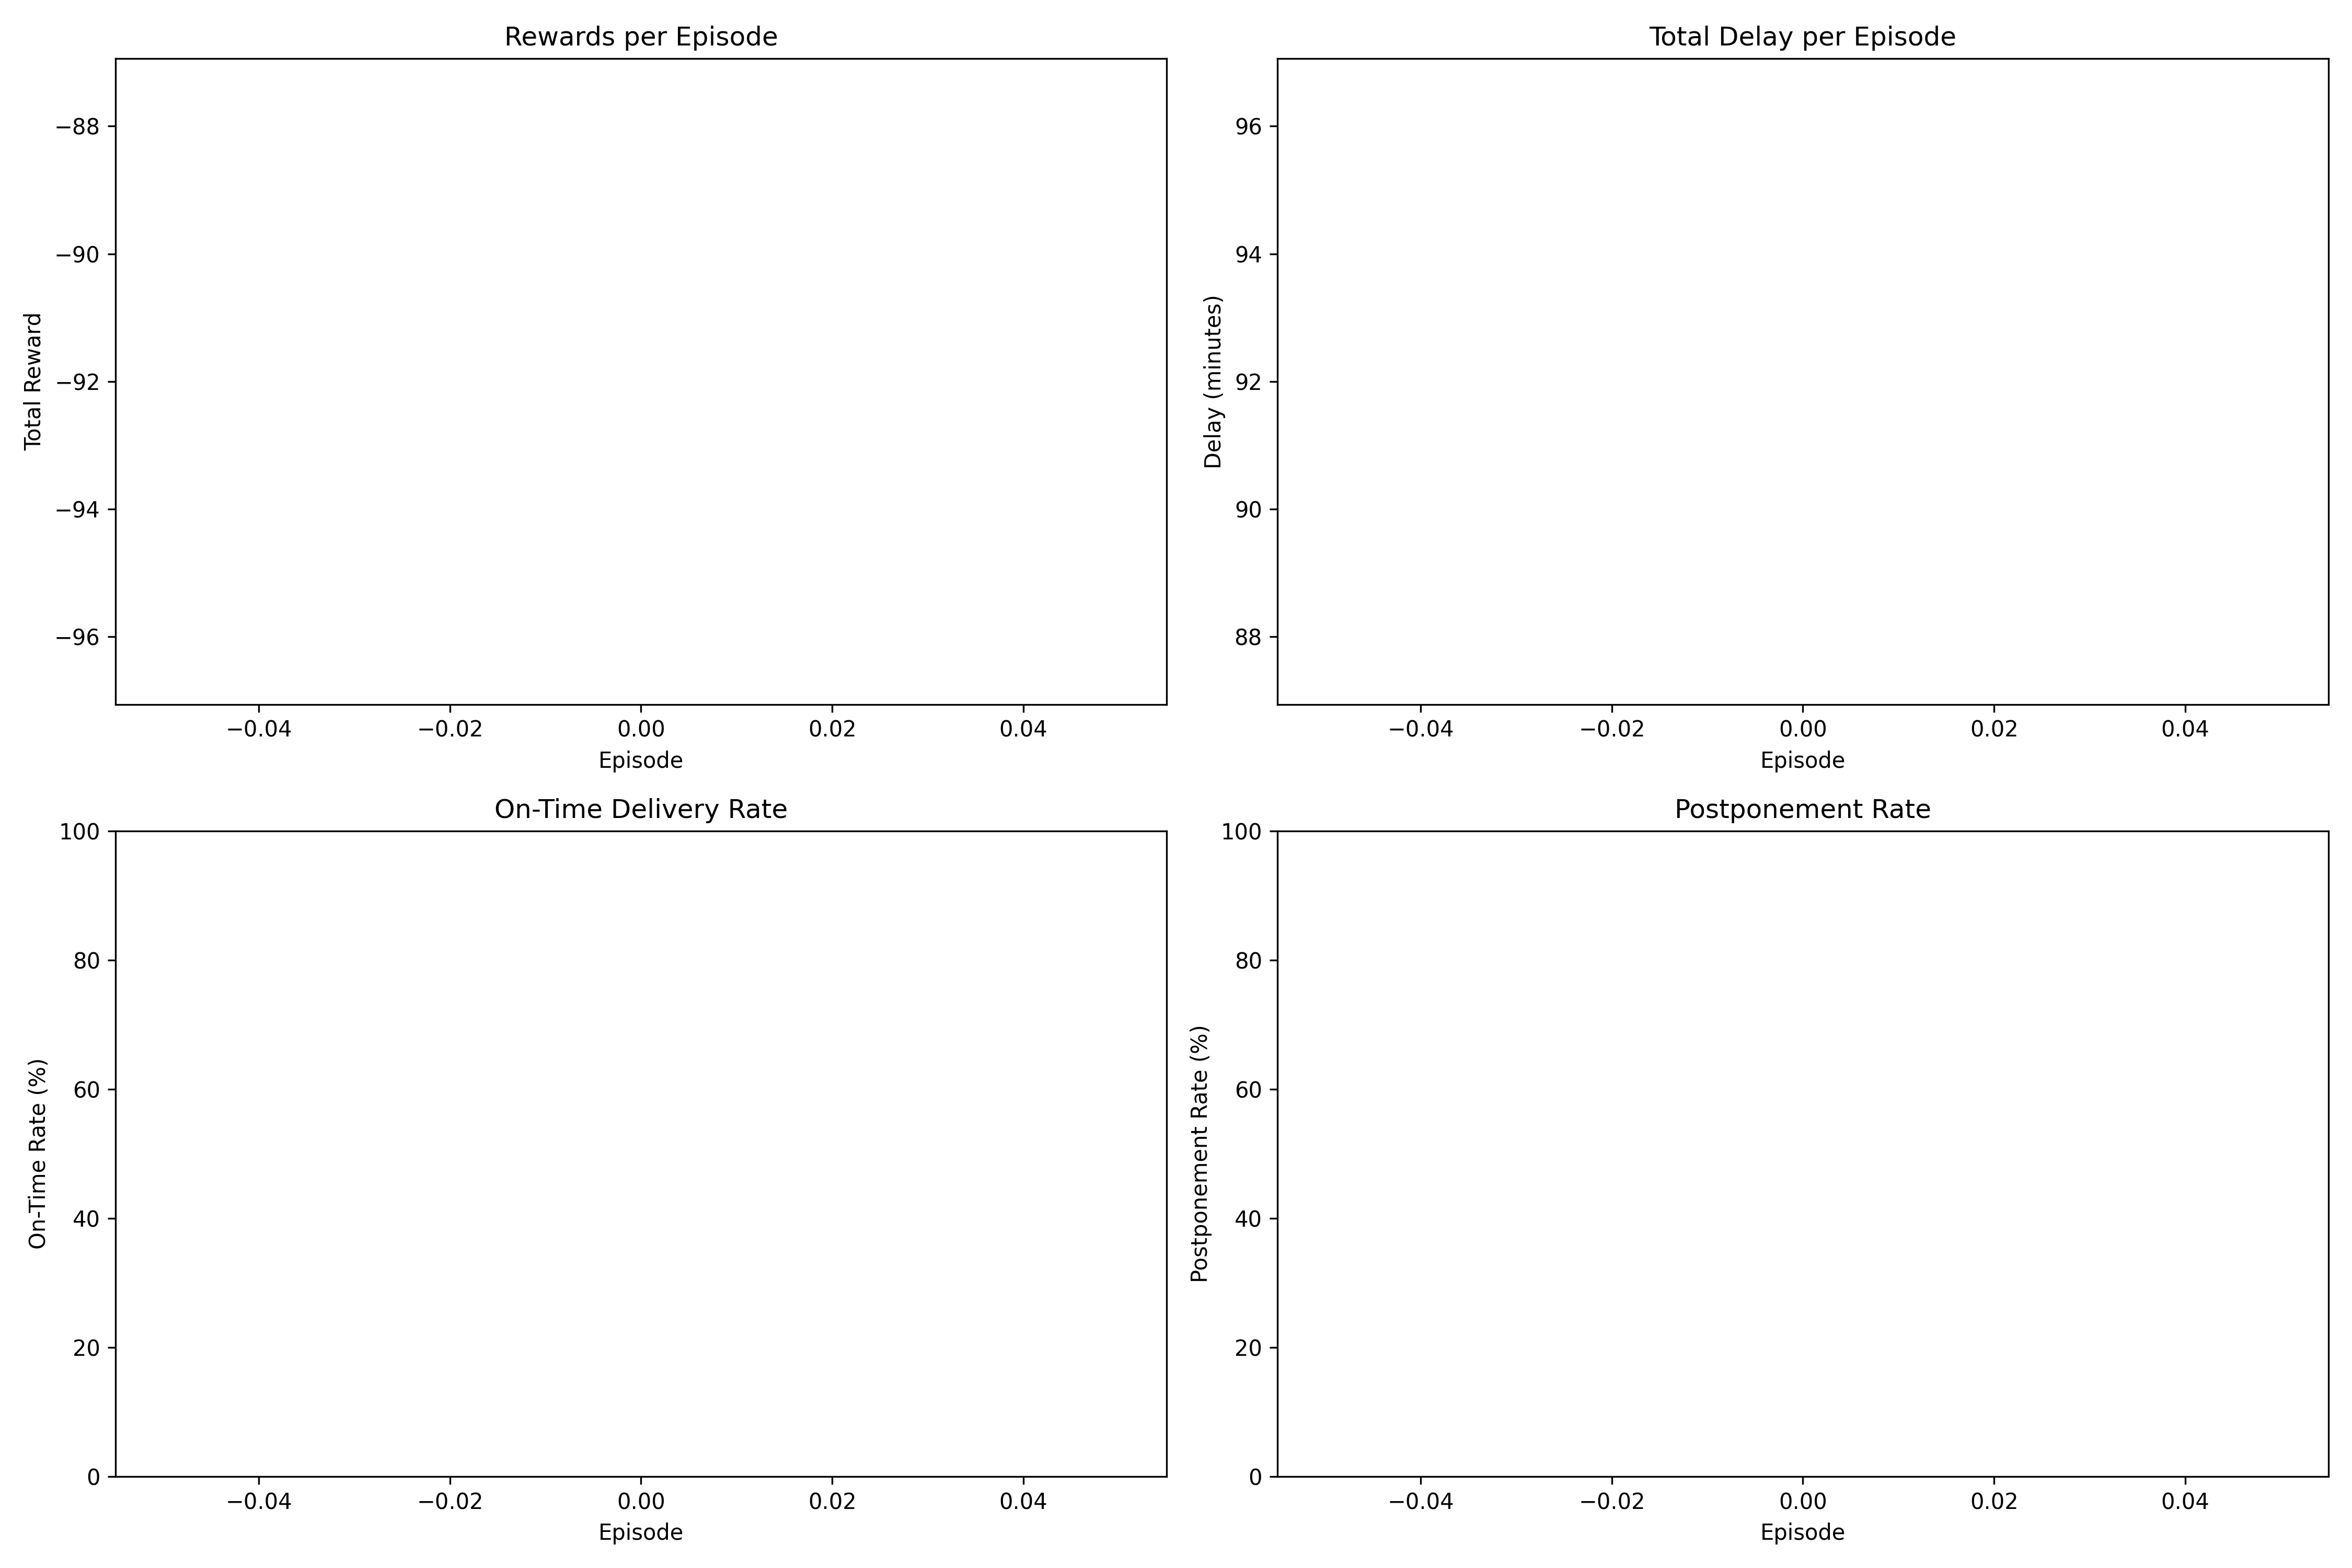 Rewards per Episode
Total Reward
−88
−90
−92
−94
−96
−0.04 −0.02 0.00 0.02 0.04
Episode
Total Delay per Episode
Delay (minutes)
96
94
92
90
88
−0.04 −0.02 0.00 0.02 0.04
Episode
On-Time Delivery Rate
On-Time Rate (%)
100
80
60
40
20
0
−0.04 −0.02 0.00 0.02 0.04
Episode
Postponement Rate
Postponement Rate (%)
100
80
60
40
20
0
−0.04 −0.02 0.00 0.02 0.04
Episode